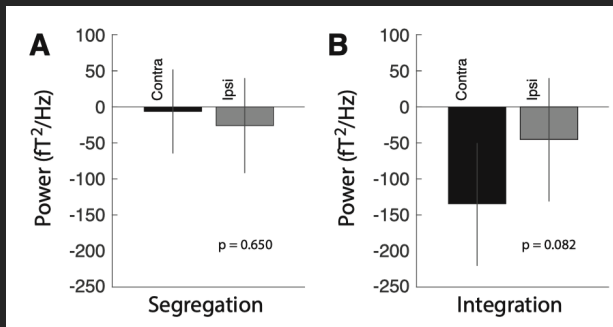 A
Power (fT²/Hz)
100
50
0
-50
-100
-150
-200
-250
Contra
Ipsi
p = 0.650
Segregation
B
Power (fT²/Hz)
100
50
0
-50
-100
-150
-200
-250
Contra
Ipsi
p = 0.082
Integration